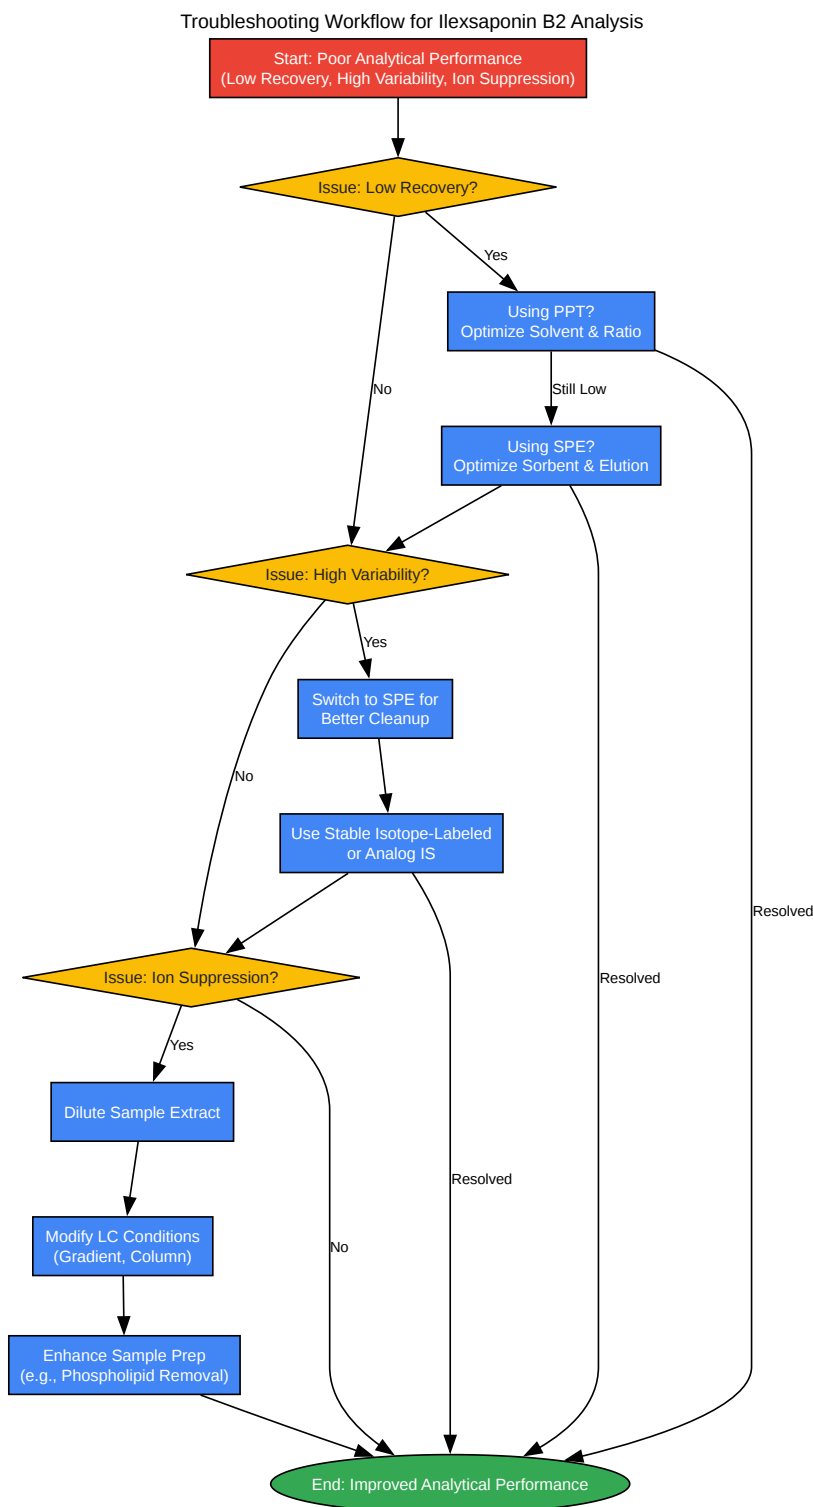 Troubleshooting Workflow for Ilexsaponin B2 Analysis
Start: Poor Analytical Performance
(Low Recovery, High Variability, Ion Suppression)
Issue: Low Recovery?
Yes
Using PPT?
Optimize Solvent & Ratio
No
Still Low
Using SPE?
Optimize Sorbent & Elution
Issue: High Variability?
Yes
Switch to SPE for
Better Cleanup
No
Use Stable Isotope-Labeled
or Analog IS
Resolved
Issue: Ion Suppression?
Resolved
Yes
Dilute Sample Extract
Resolved
Modify LC Conditions
(Gradient, Column)
No
Enhance Sample Prep
(e.g., Phospholipid Removal)
End: Improved Analytical Performance